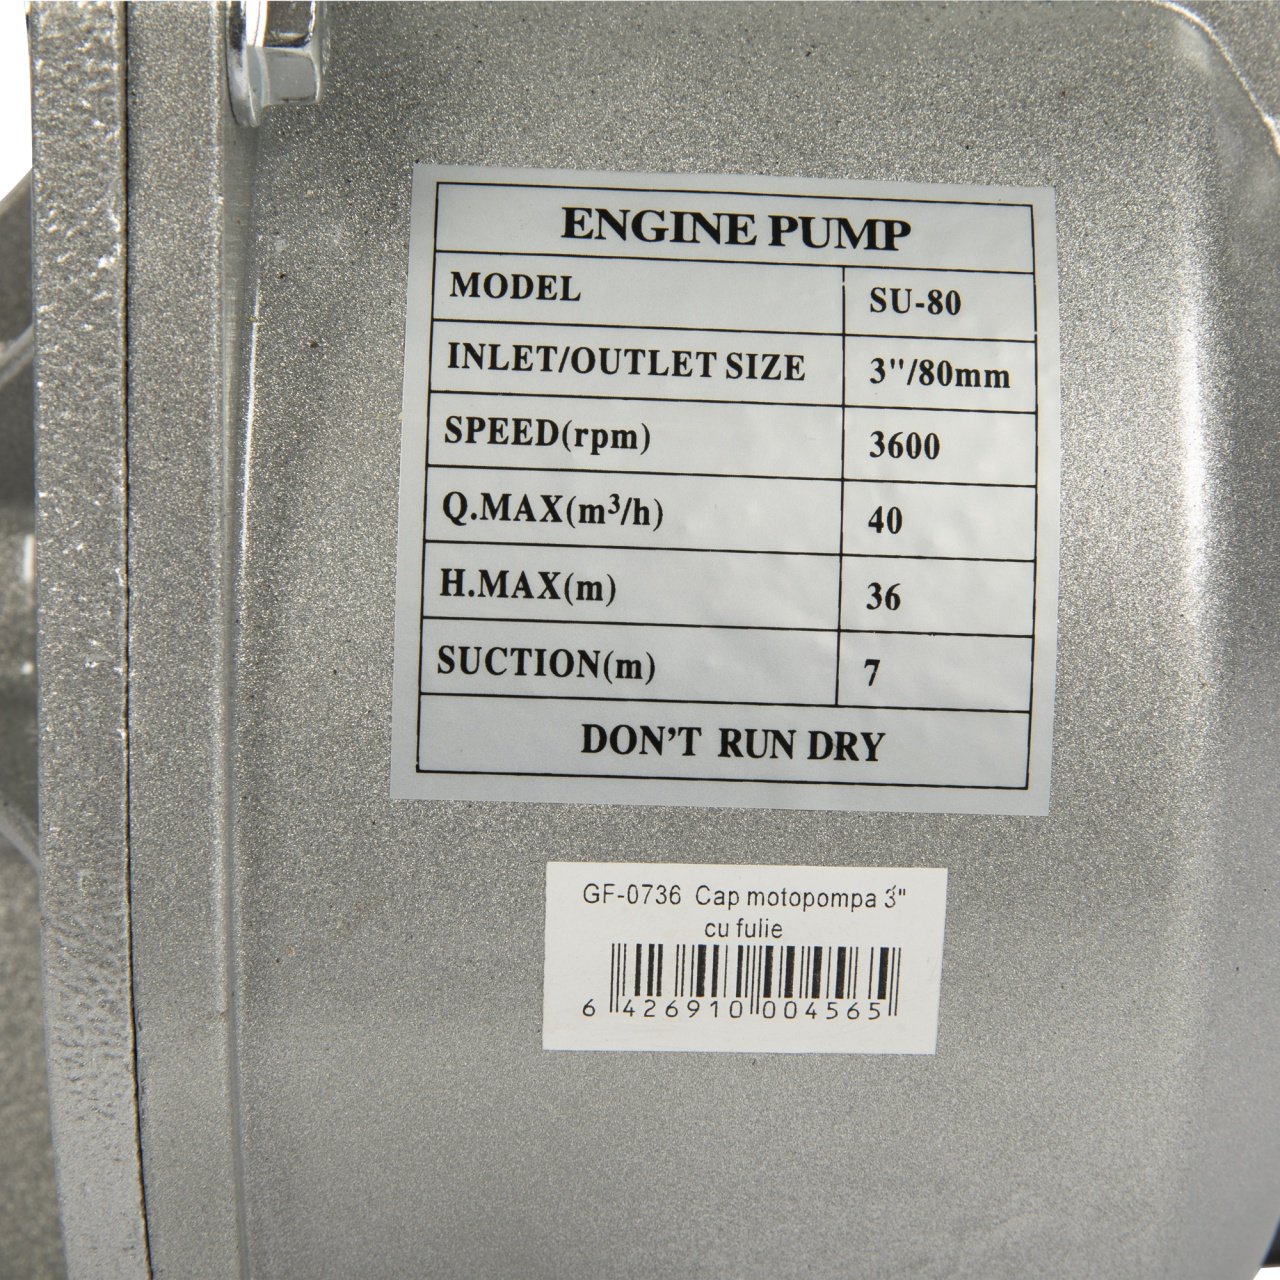 ENGINE PUMP
MODEL SU-80
INLET/OUTLET SIZE 3"/80mm
SPEED(rpm) 3600
Q.MAX(m³/h) 40
H.MAX(m) 36
SUCTION(m) 7
DON'T RUN DRY
GF-0736 Cap motopompa 3"
cu fulie
6 426910 004565